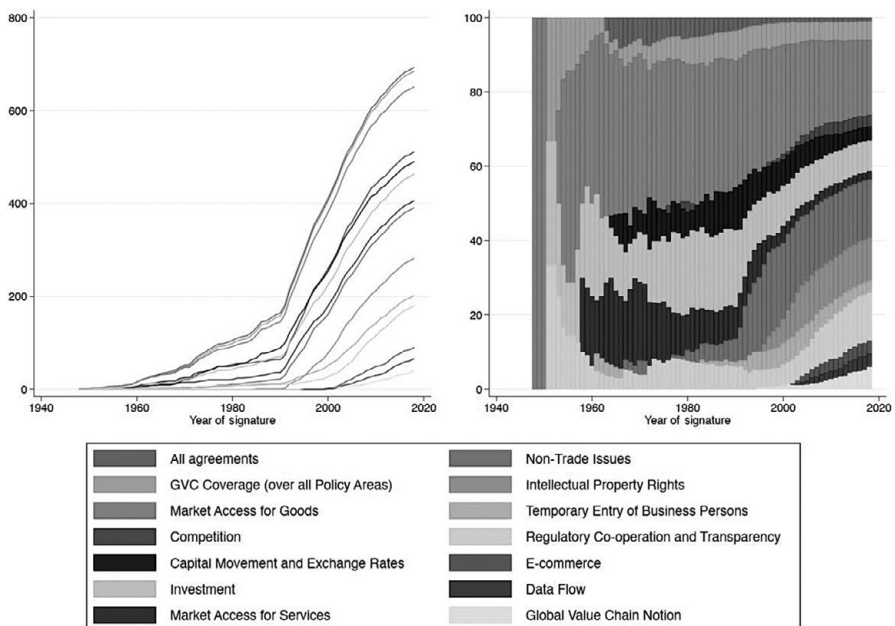 800
600
400
200
0
1940
1960
1980
2000
2020
Year of signature
100
80
60
40
20
0
1940
1960
1980
2000
2020
Year of signature
All agreements
GVC Coverage (over all Policy Areas)
Market Access for Goods
Competition
Capital Movement and Exchange Rates
Investment
Market Access for Services
Non-Trade Issues
Intellectual Property Rights
Temporary Entry of Business Persons
Regulatory Co-operation and Transparency
E-commerce
Data Flow
Global Value Chain Notion